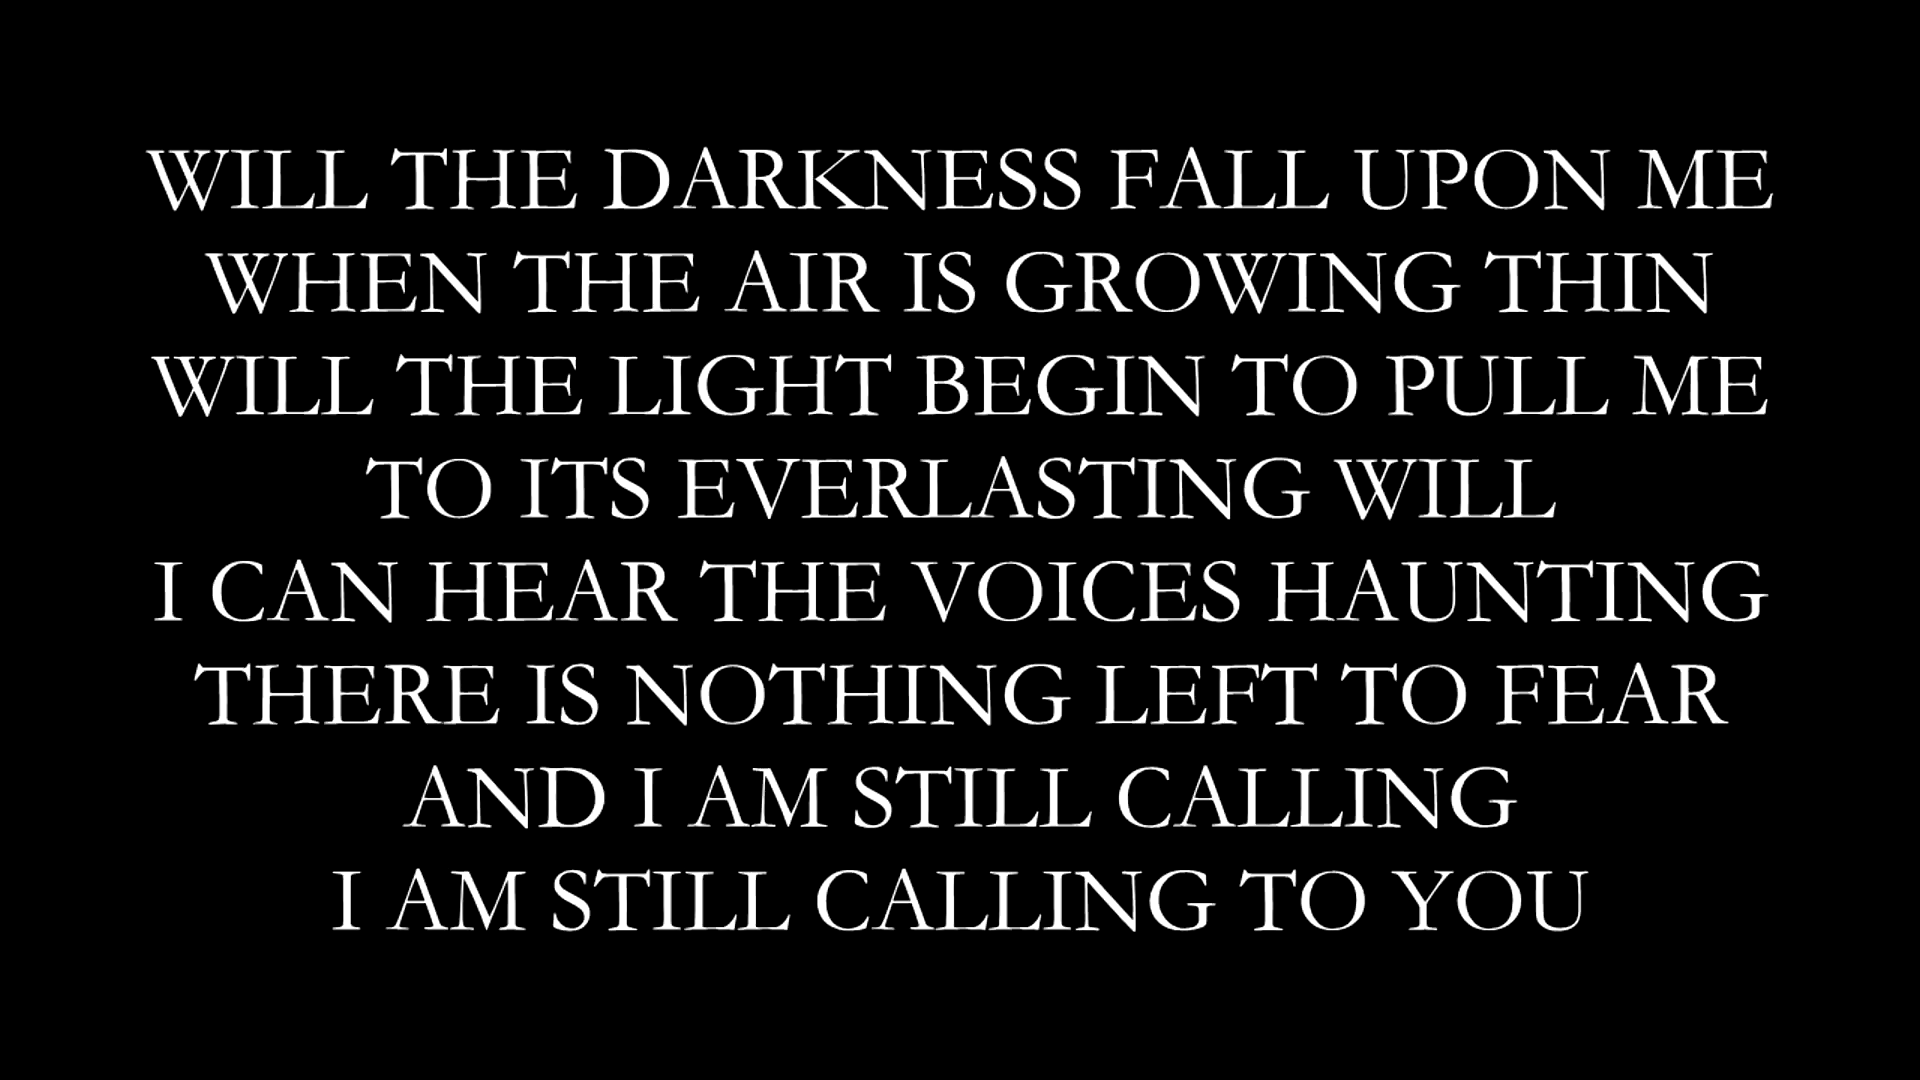 WILL THE DARKNESS FALL UPON ME
WHEN THE AIR IS GROWING THIN
WILL THE LIGHT BEGIN TO PULL ME
TO ITS EVERLASTING WILL
I CAN HEAR THE VOICES HAUNTING
THERE IS NOTHING LEFT TO FEAR
AND I AM STILL CALLING
I AM STILL CALLING TO YOU